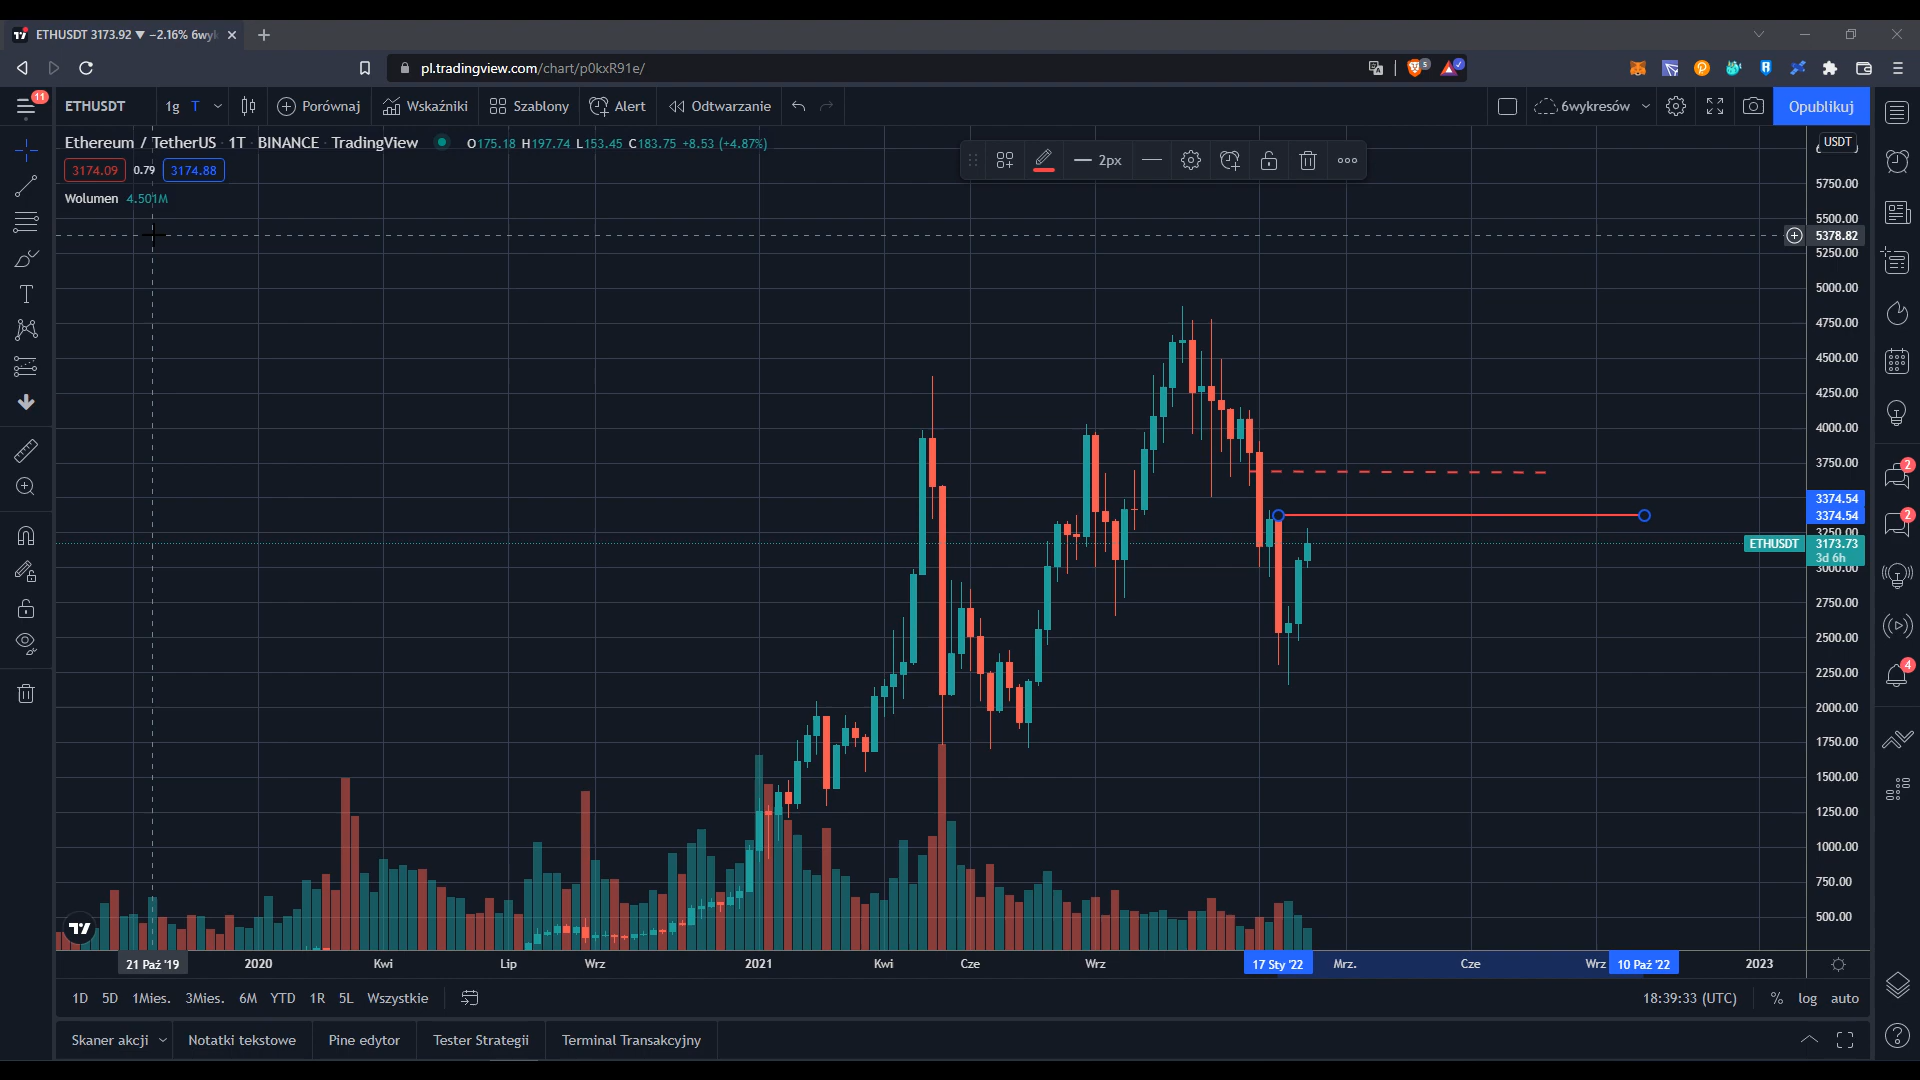 ETHUSDT 3173.92 ▼ −2.16% 6wyk
pl.tradingview.com/chart/p0kxR91e/
5
11
ETHUSDT
1g
T
Porównaj
Wskaźniki
Szablony
Alert
Odtwarzanie
6wykresów
Opublikuj
Ethereum / TetherUS · 1T · BINANCE · TradingView
O175.18 H197.74 L153.45 C183.75 +8.53 (+4.87%)
3174.09
0.79
3174.88
Wolumen 4.501M
2px
USDT
5750.00
5500.00
5378.82
5250.00
5000.00
4750.00
4500.00
4250.00
4000.00
3750.00
3374.54
3374.54
3250.00
ETHUSDT
3173.73
3d 6h
3000.00
2750.00
2500.00
2250.00
2000.00
1750.00
1500.00
1250.00
1000.00
750.00
500.00
2
2
4
21 Paź '19
2020
Kwi
Lip
Wrz
2021
Kwi
Cze
Wrz
17 Sty '22
Mrz.
Cze
Wrz
10 Paź '22
2023
1D
5D
1Mies.
3Mies.
6M
YTD
1R
5L
Wszystkie
18:39:33 (UTC)
%
log
auto
Skaner akcji
Notatki tekstowe
Pine edytor
Tester Strategii
Terminal Transakcyjny